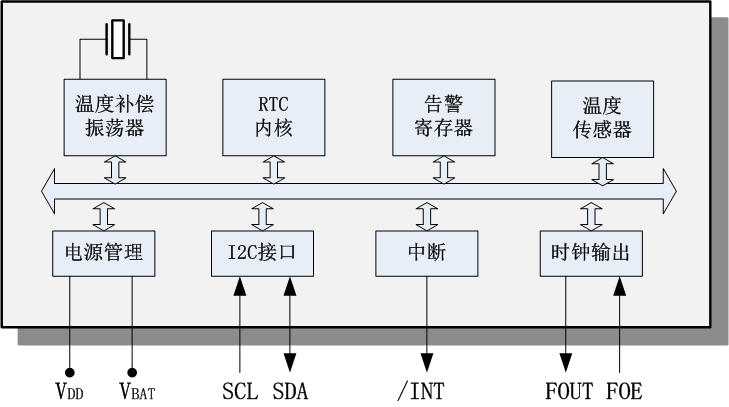 温度补偿
振荡器
RTC
内核
告警
寄存器
温度
传感器
电源管理
I2C接口
中断
时钟输出
VDD
VBAT
SCL
SDA
/INT
FOUT
FOE